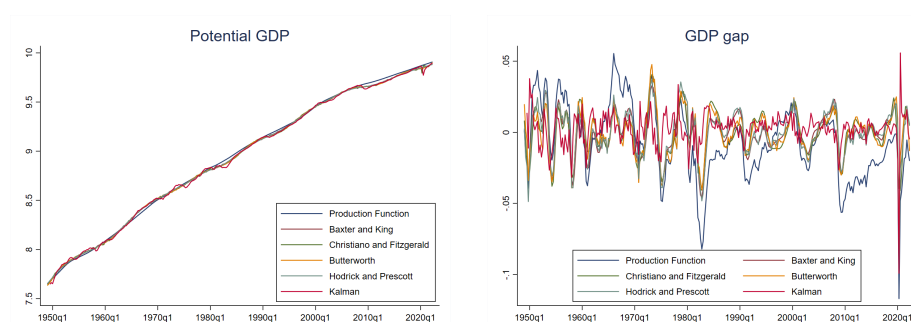 Potential GDP
10
9.5
9
8.5
8
7.5
Production Function
Baxter and King
Christiano and Fitzgerald
Butterworth
Hodrick and Prescott
Kalman
1950q1 1960q1 1970q1 1980q1 1990q1 2000q1 2010q1 2020q1
GDP gap
.05
0
-.05
-.1
Production Function Baxter and King
Christiano and Fitzgerald Butterworth
Hodrick and Prescott Kalman
1950q1 1960q1 1970q1 1980q1 1990q1 2000q1 2010q1 2020q1